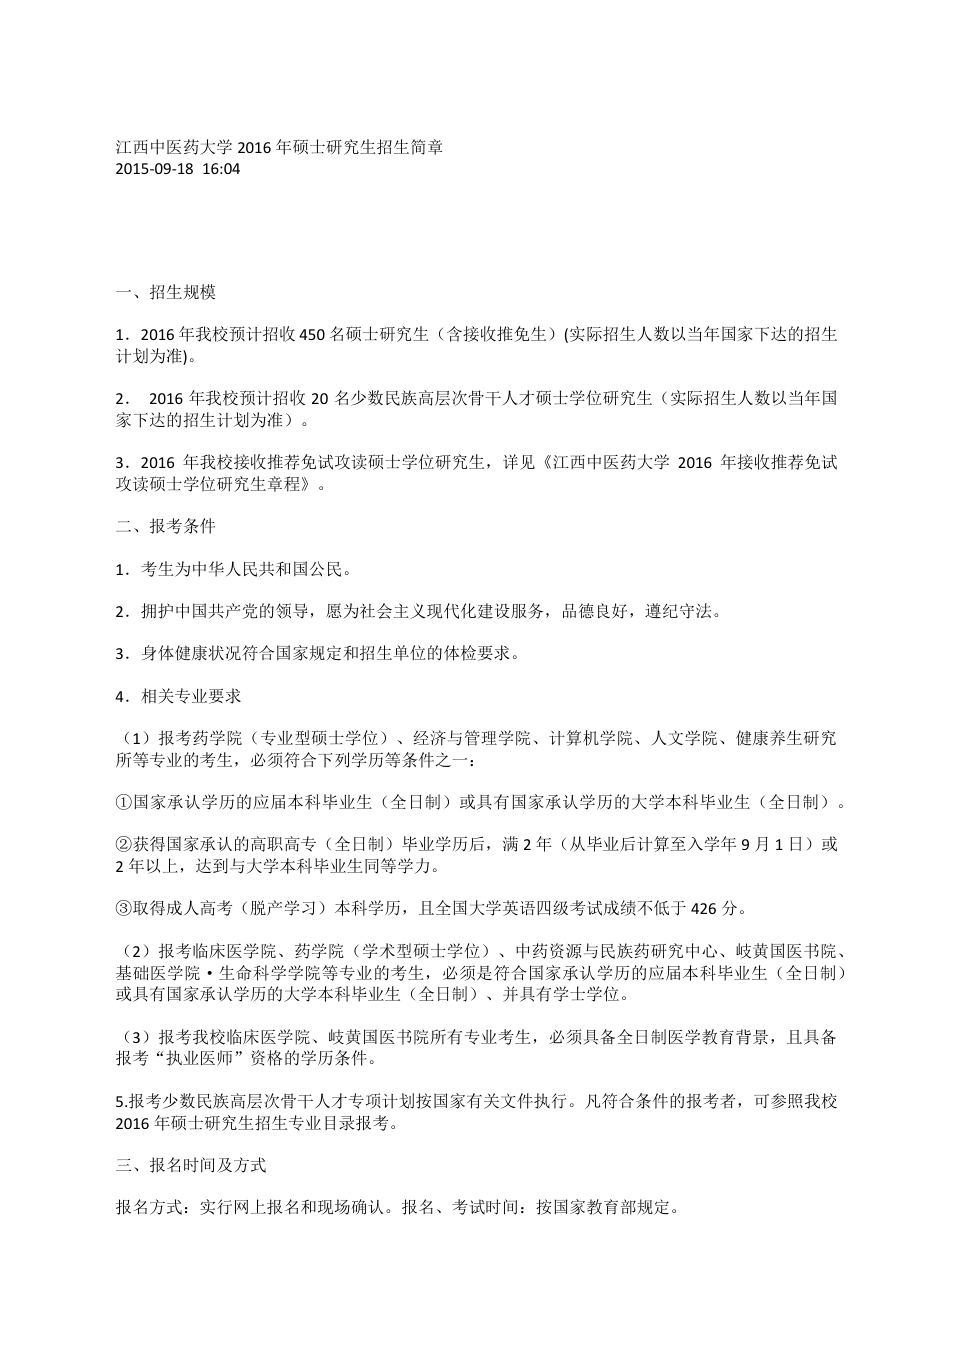 江西中医药大学 2016 年硕士研究生招生简章
2015-09-18  16:04
一、招生规模
1．2016 年我校预计招收 450 名硕士研究生（含接收推免生）(实际招生人数以当年国家下达的招生
计划为准)。
2． 2016 年我校预计招收 20 名少数民族高层次骨干人才硕士学位研究生（实际招生人数以当年国
家下达的招生计划为准）。
3．2016 年我校接收推荐免试攻读硕士学位研究生，详见《江西中医药大学 2016 年接收推荐免试
攻读硕士学位研究生章程》。
二、报考条件
1．考生为中华人民共和国公民。
2．拥护中国共产党的领导，愿为社会主义现代化建设服务，品德良好，遵纪守法。
3．身体健康状况符合国家规定和招生单位的体检要求。
4．相关专业要求
（1）报考药学院（专业型硕士学位）、经济与管理学院、计算机学院、人文学院、健康养生研究
所等专业的考生，必须符合下列学历等条件之一：
①国家承认学历的应届本科毕业生（全日制）或具有国家承认学历的大学本科毕业生（全日制）。
②获得国家承认的高职高专（全日制）毕业学历后，满 2 年（从毕业后计算至入学年 9 月 1 日）或
2 年以上，达到与大学本科毕业生同等学力。
③取得成人高考（脱产学习）本科学历，且全国大学英语四级考试成绩不低于 426 分。
（2）报考临床医学院、药学院（学术型硕士学位）、中药资源与民族药研究中心、岐黄国医书院、
基础医学院·生命科学学院等专业的考生，必须是符合国家承认学历的应届本科毕业生（全日制）
或具有国家承认学历的大学本科毕业生（全日制）、并具有学士学位。
（3）报考我校临床医学院、岐黄国医书院所有专业考生，必须具备全日制医学教育背景，且具备
报考“执业医师”资格的学历条件。
5.报考少数民族高层次骨干人才专项计划按国家有关文件执行。凡符合条件的报考者，可参照我校
2016 年硕士研究生招生专业目录报考。
三、报名时间及方式
报名方式：实行网上报名和现场确认。报名、考试时间：按国家教育部规定。